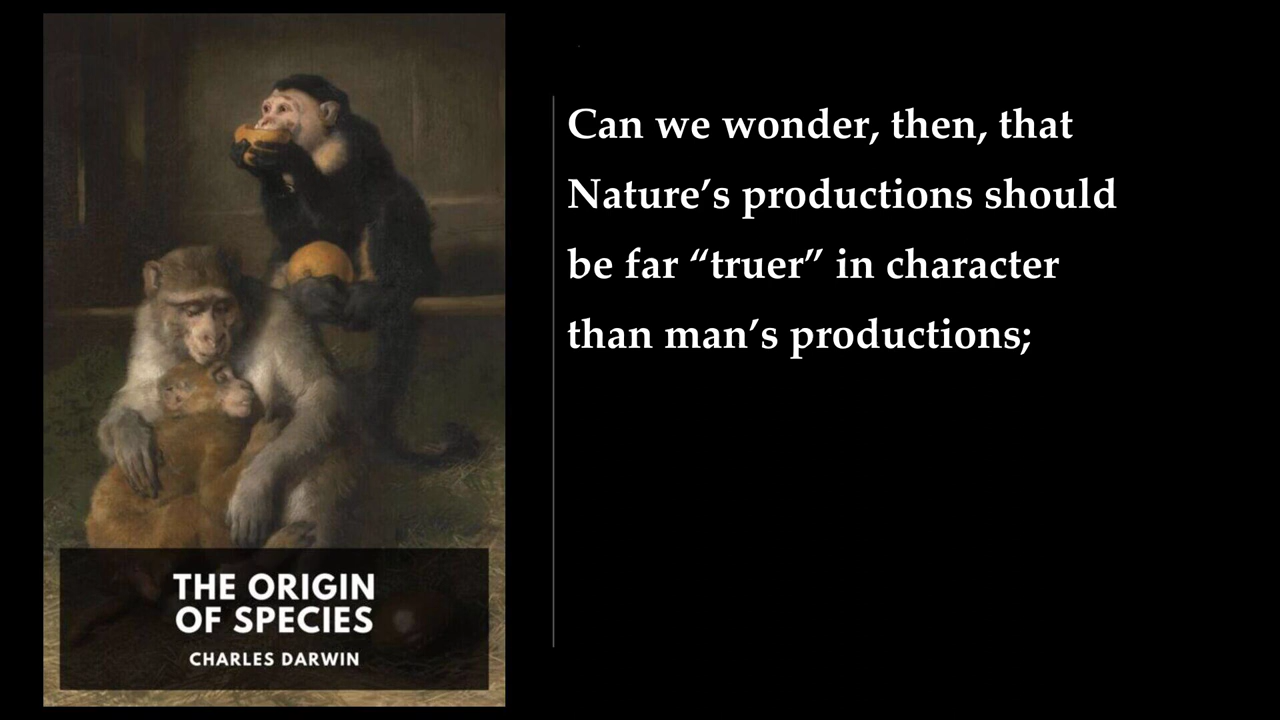 Can we wonder, then, that
Nature’s productions should
be far “truer” in character
than man’s productions;
THE ORIGIN
OF SPECIES
CHARLES DARWIN